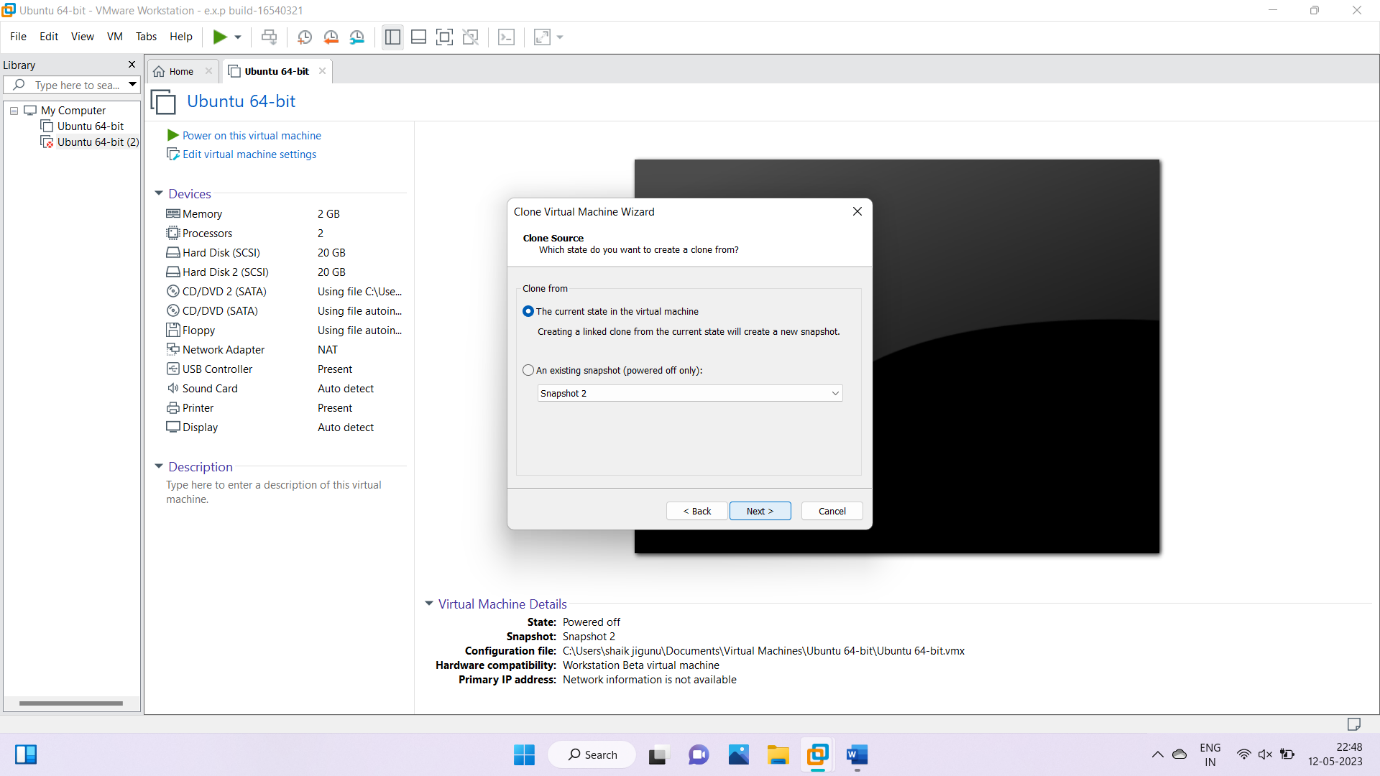 Ubuntu 64-bit - VMware Workstation - e.x.p build-16540321
File Edit View VM Tabs Help
Library
Home
Ubuntu 64-bit
Type here to sea...
My Computer
Ubuntu 64-bit
Ubuntu 64-bit (2)
Ubuntu 64-bit
Power on this virtual machine
Edit virtual machine settings
Devices
Memory 2 GB
Processors 2
Hard Disk (SCSI) 20 GB
Hard Disk 2 (SCSI) 20 GB
CD/DVD 2 (SATA) Using file C:\Use...
CD/DVD (SATA) Using file autoin...
Floppy Using file autoin...
Network Adapter NAT
USB Controller Present
Sound Card Auto detect
Printer Present
Display Auto detect
Description
Type here to enter a description of this virtual
machine.
Clone Virtual Machine Wizard
Clone Source
Which state do you want to create a clone from?
Clone from
The current state in the virtual machine
Creating a linked clone from the current state will create a new snapshot.
An existing snapshot (powered off only):
Snapshot 2
< Back Next > Cancel
Virtual Machine Details
State: Powered off
Snapshot: Snapshot 2
Configuration file: C:\Users\shaik jigunu\Documents\Virtual Machines\Ubuntu 64-bit\Ubuntu 64-bit.vmx
Hardware compatibility: Workstation Beta virtual machine
Primary IP address: Network information is not available
Search
ENG
IN
22:48
12-05-2023